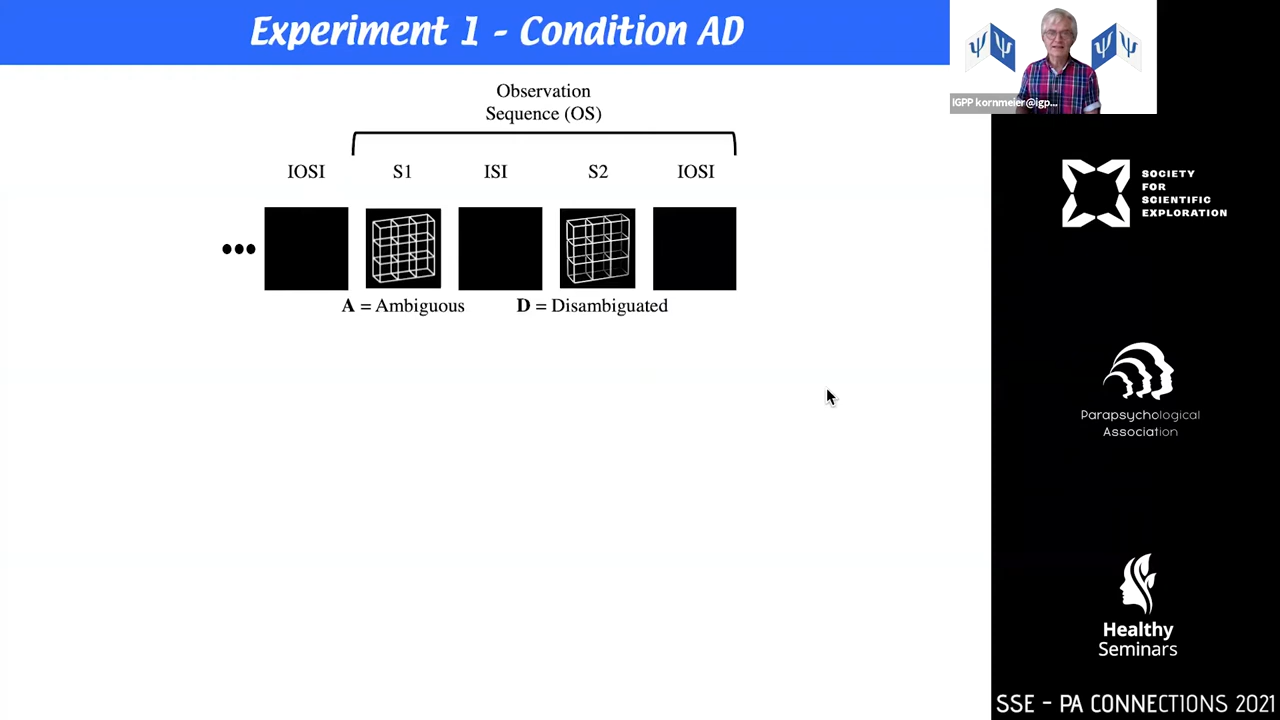 Experiment 1 - Condition AD
IGPP kornmeier@igp...
Observation
Sequence (OS)
IOSI S1 ISI S2 IOSI
A = Ambiguous D = Disambiguated
SOCIETY
FOR
SCIENTIFIC
EXPLORATION
Parapsychological
Association
Healthy
Seminars
SSE - PA CONNECTIONS 2021